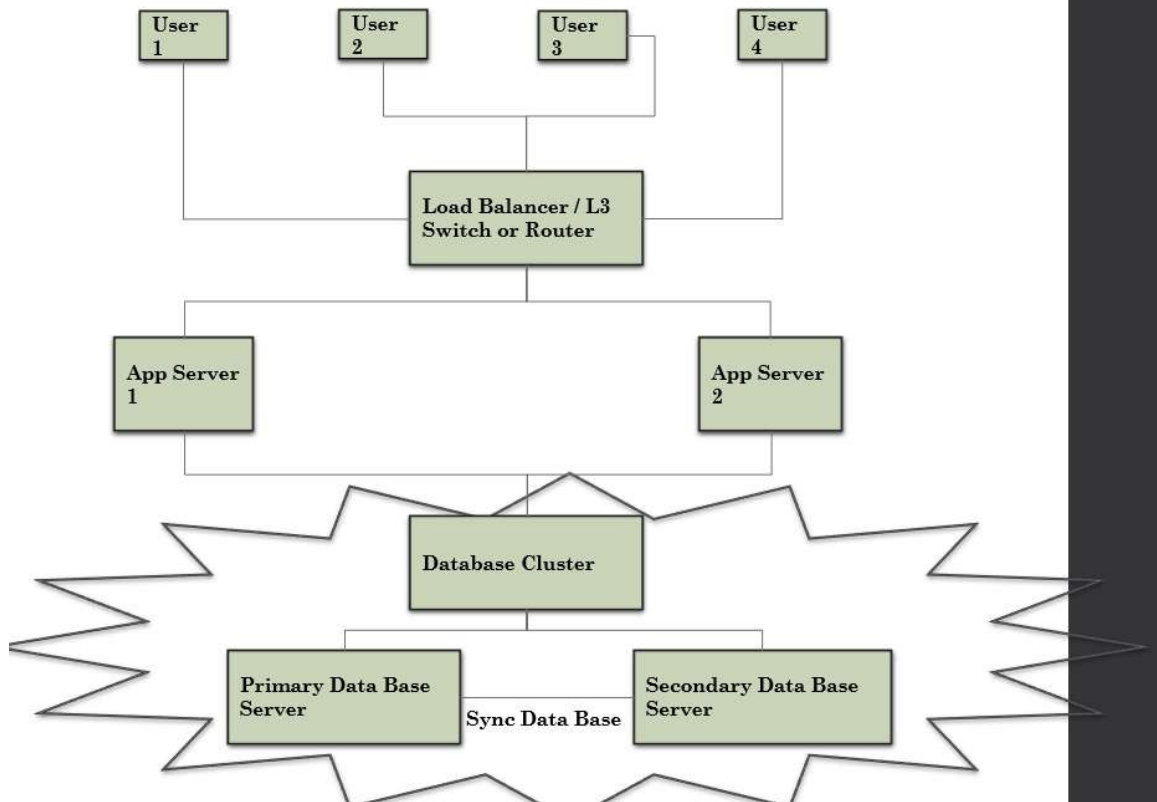 User
1
User
2
User
3
User
4
Load Balancer / L3
Switch or Router
App Server
1
App Server
2
Database Cluster
Primary Data Base
Server
Sync Data Base
Secondary Data Base
Server